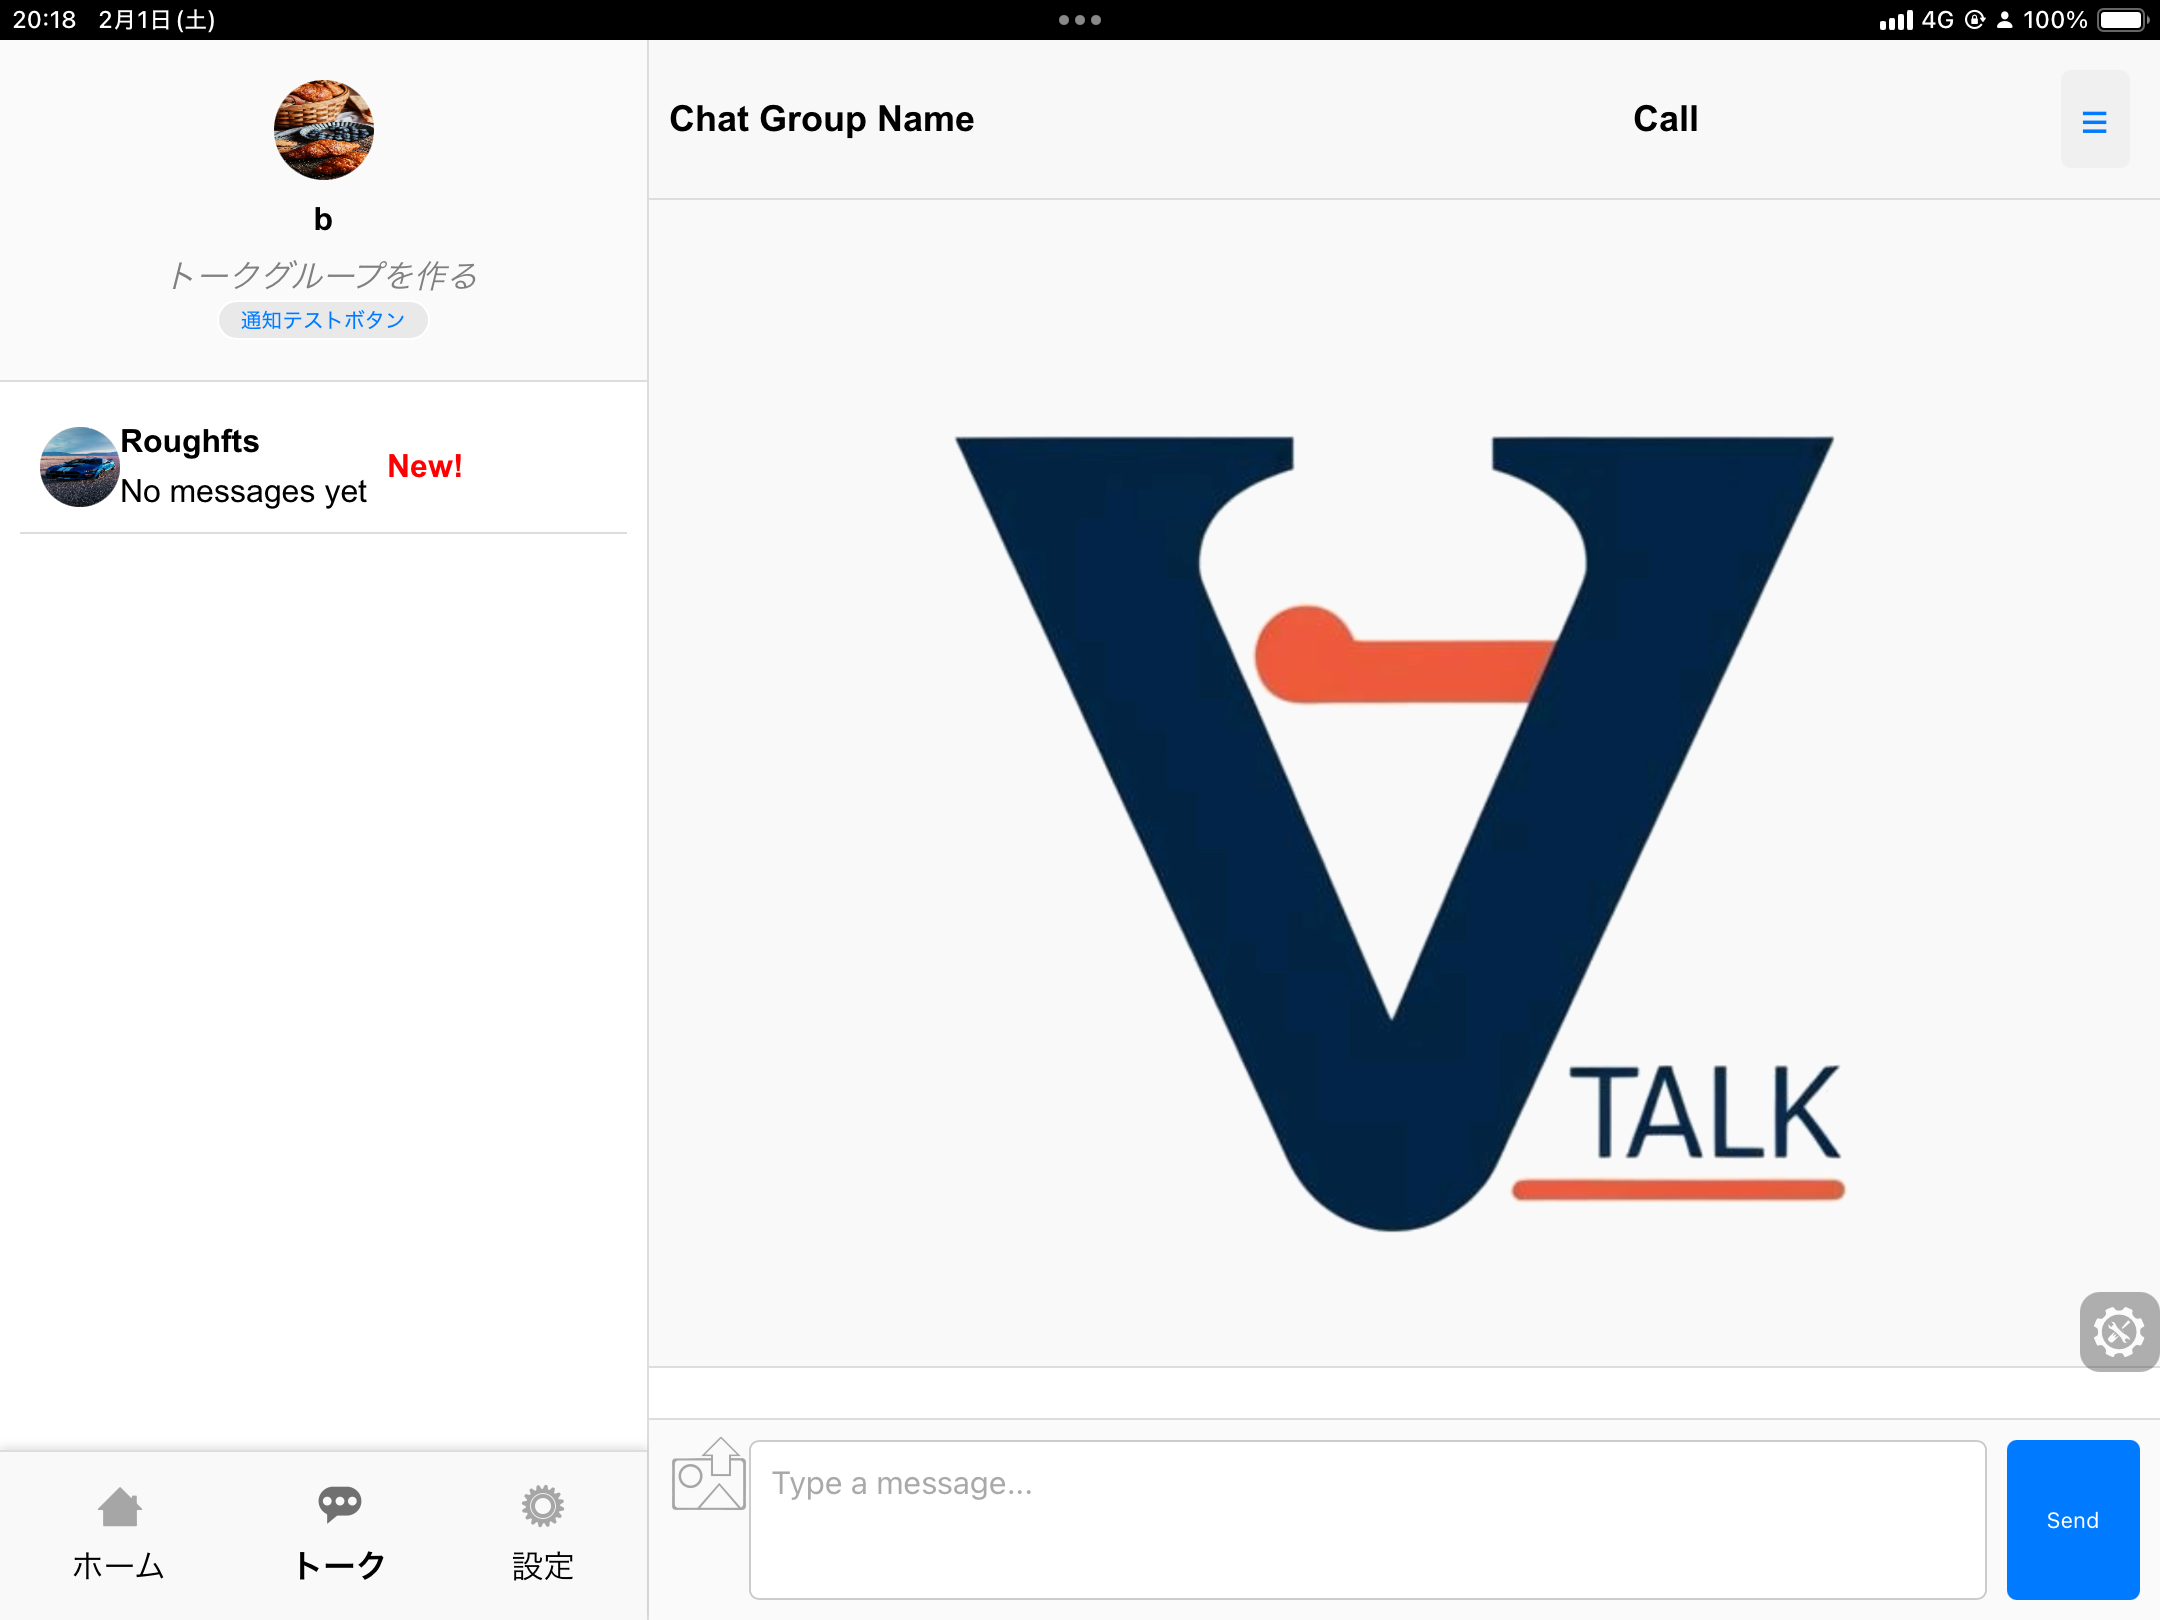 20:18 2月1日(土)
4G 100%
b
トークグループを作る
通知テストボタン
Roughfts
No messages yet
New!
ホーム
トーク
設定
Chat Group Name
Call
V
TALK
Type a message...
Send